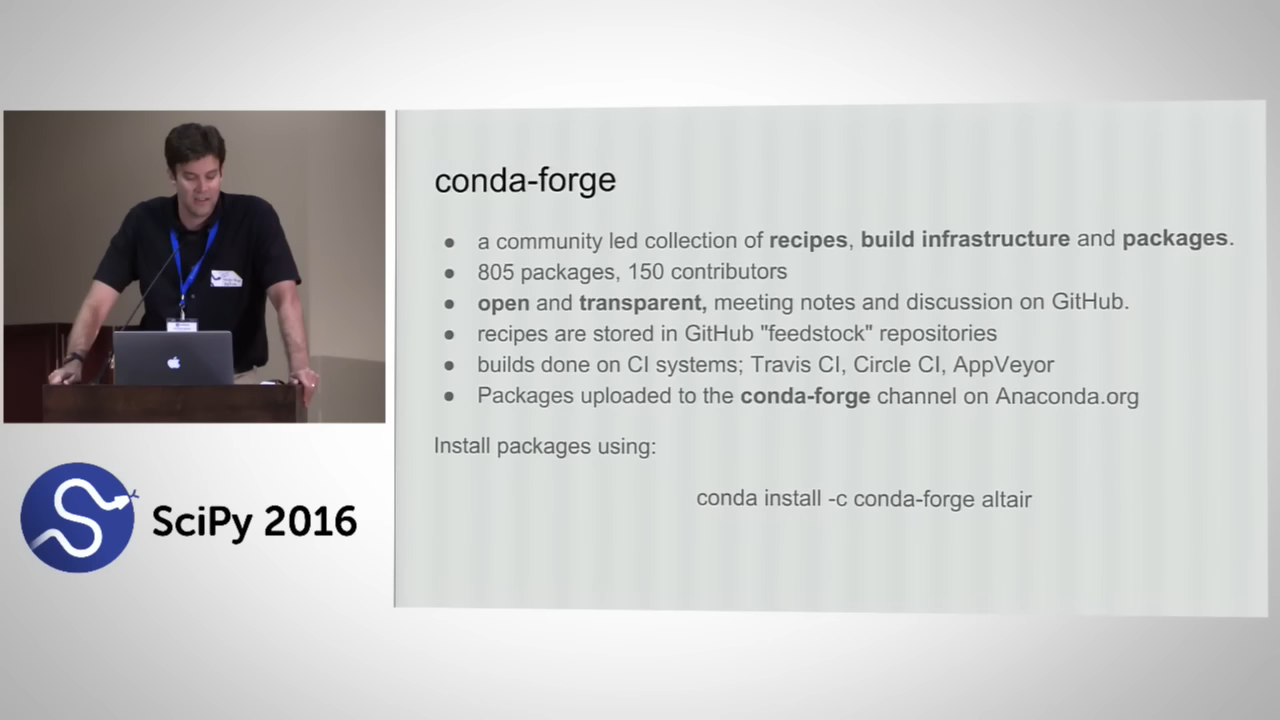 conda-forge
a community led collection of recipes, build infrastructure and packages.
805 packages, 150 contributors
open and transparent, meeting notes and discussion on GitHub.
recipes are stored in GitHub "feedstock" repositories
builds done on CI systems; Travis CI, Circle CI, AppVeyor
Packages uploaded to the conda-forge channel on Anaconda.org
Install packages using:
conda install -c conda-forge altair
SciPy 2016